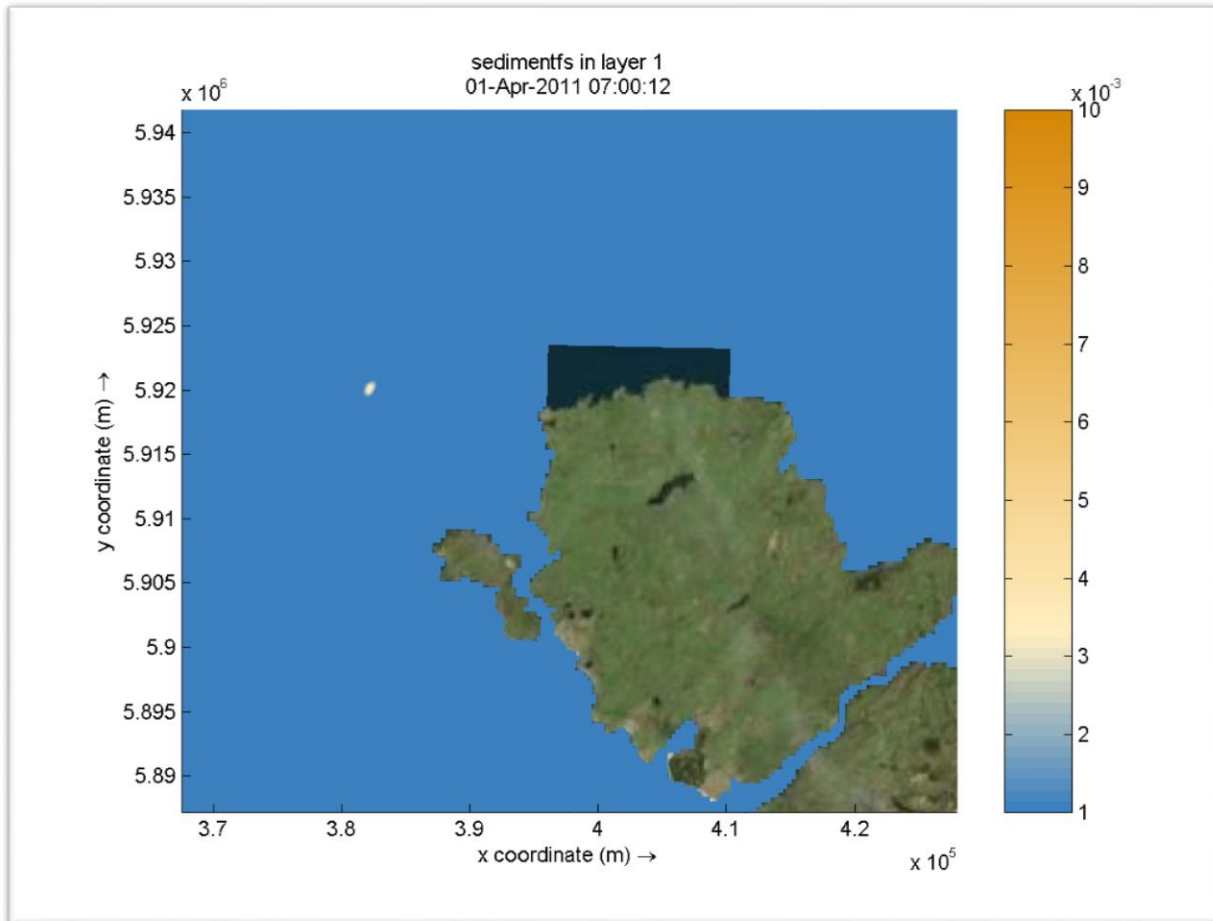 sedimentfs in layer 1
01-Apr-2011 07:00:12
x 10^6
5.94
5.935
5.93
5.925
5.92
5.915
5.91
5.905
5.9
5.895
5.89
y coordinate (m) →
3.7 3.8 3.9 4 4.1 4.2
x coordinate (m) →
x 10^5
x 10^-3
10
9
8
7
6
5
4
3
2
1